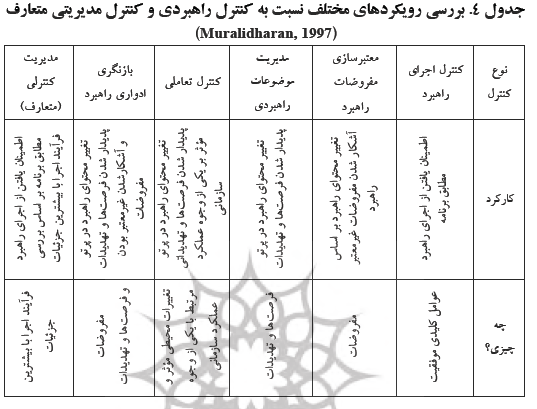 جدول ٤. بررسی رویکردهای مختلف نسبت به کنترل راهبردی و کنترل مدیریتی متعارف
(Muralidharan, 1997)
نوع
کنترل
کنترل اجرای
راهبرد
معتبرسازی
مفروضات
راهبرد
مدیریت
موضوعات
راهبردی
کنترل تعاملی
بازنگری
ادواری راهبرد
مدیریت
کنترلی
(متعارف)
کارکرد
اطمینان یافتن از اجرای راهبرد
مطابق برنامه
تغییر محتوای راهبرد بر اساس
آشکار شدن مفروضات غیرمعتبر
راهبرد
تغییر محتوای راهبرد در پرتو
پدیدار شدن فرصت‌ها و تهدیدات
تغییر محتوای راهبرد در پرتو
پدیدار شدن فرصت‌ها و تهدیداتی
مؤثر بر یکی از وجوه عملکرد
سازمانی
تغییر محتوای راهبرد در پرتو
پدیدار شدن فرصت‌ها و تهدیدات
و آشکارشدن غیرمعتبر بودن
مفروضات
اطمینان یافتن از اجرای راهبرد
مطابق برنامه بر اساس بررسی
فرآیند اجرا با بیشترین جزئیات
چه
چیزی؟
عوامل کلیدی موفقیت
مفروضات
فرصت‌ها و تهدیدات
تغییرات محیطی مؤثر و
مرتبط با یکی از وجوه
عملکرد سازمانی
مفروضات
و فرصت‌ها و تهدیدات
فرآیند اجرا با بیشترین
جزئیات